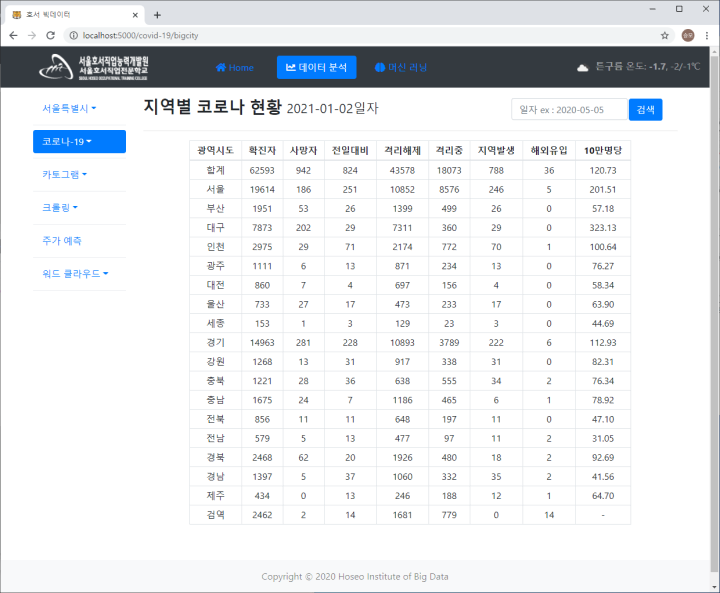 호서 빅데이터
localhost:5000/covid-19/bigcity
서울호서직업능력개발원
서울호서직업전문학교
SEOUL HOSEO OCCUPATIONAL TRAINING COLLEGE
Home
데이터 분석
머신 러닝
튼구름 온도: -1.7, -2/-1℃
서울특별시
코로나-19
카토그램
크롤링
주가 예측
워드 클라우드
지역별 코로나 현황 2021-01-02일자
일자 ex : 2020-05-05
검색
광역시도 확진자 사망자 전일대비 격리해제 격리중 지역발생 해외유입 10만명당
합계 62593 942 824 43578 18073 788 36 120.73
서울 19614 186 251 10852 8576 246 5 201.51
부산 1951 53 26 1399 499 26 0 57.18
대구 7873 202 29 7311 360 29 0 323.13
인천 2975 29 71 2174 772 70 1 100.64
광주 1111 6 13 871 234 13 0 76.27
대전 860 7 4 697 156 4 0 58.34
울산 733 27 17 473 233 17 0 63.90
세종 153 1 3 129 23 3 0 44.69
경기 14963 281 228 10893 3789 222 6 112.93
강원 1268 13 31 917 338 31 0 82.31
충북 1221 28 36 638 555 34 2 76.34
충남 1675 24 7 1186 465 6 1 78.92
전북 856 11 11 648 197 11 0 47.10
전남 579 5 13 477 97 11 2 31.05
경북 2468 62 20 1926 480 18 2 92.69
경남 1397 5 37 1060 332 35 2 41.56
제주 434 0 13 246 188 12 1 64.70
검역 2462 2 14 1681 779 0 14 -
Copyright © 2020 Hoseo Institute of Big Data